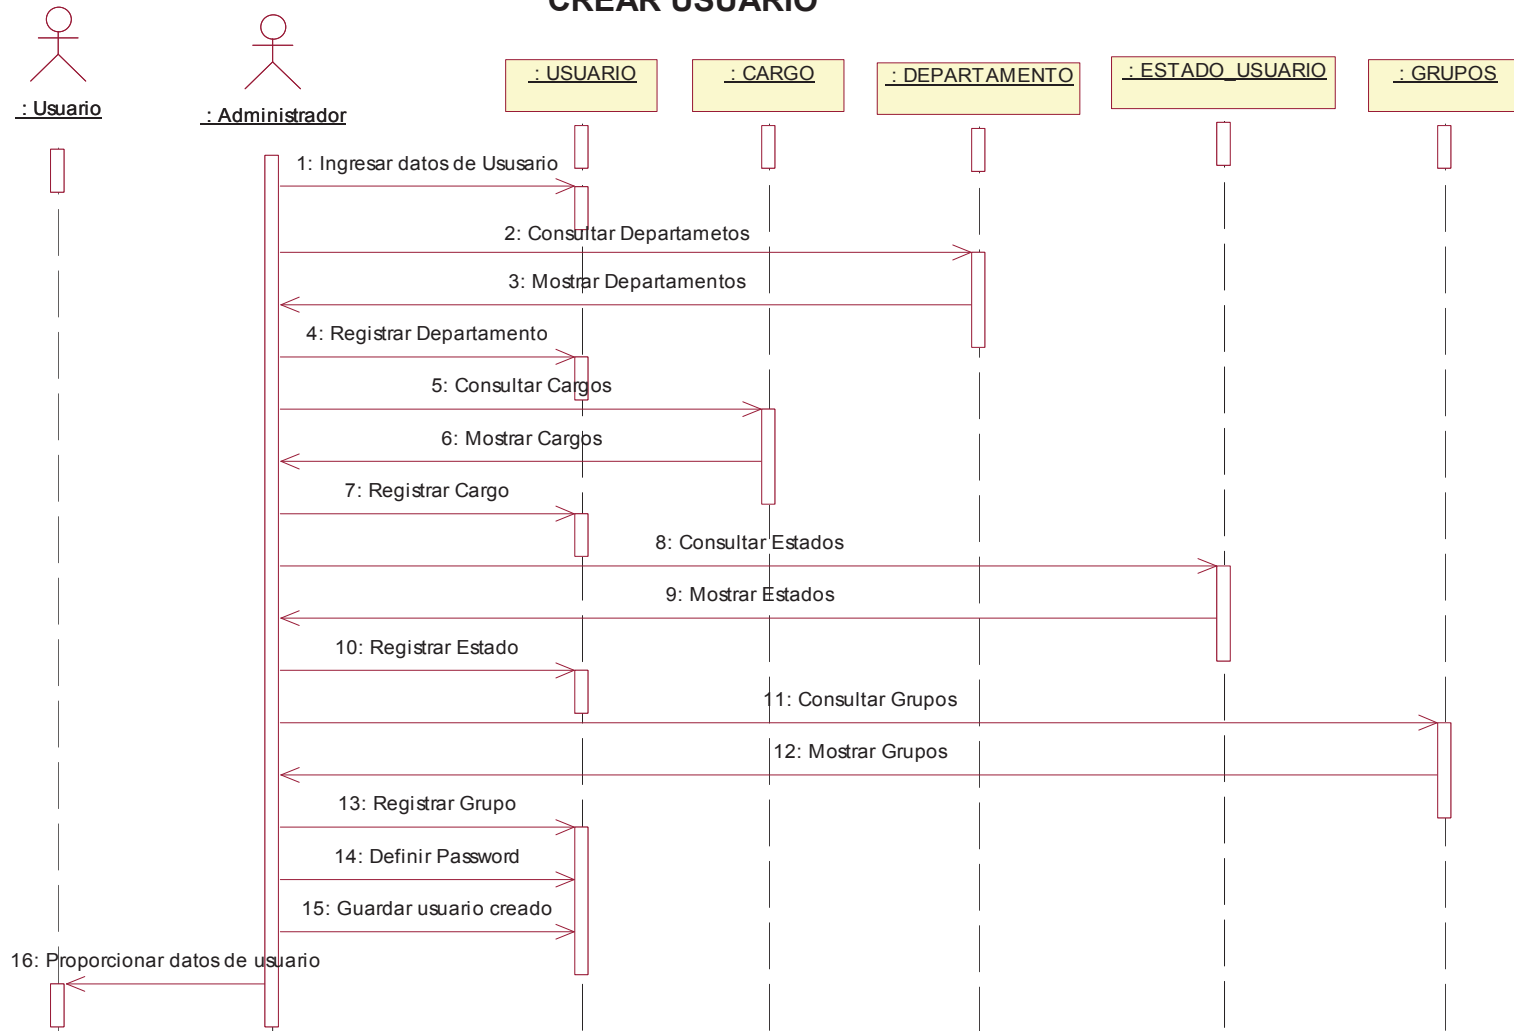 CREAR USUARIO
: Usuario
: Administrador
: USUARIO
: CARGO
: DEPARTAMENTO
: ESTADO_USUARIO
: GRUPOS
1: Ingresar datos de Ususario
2: Consultar Departametos
3: Mostrar Departamentos
4: Registrar Departamento
5: Consultar Cargos
6: Mostrar Cargos
7: Registrar Cargo
8: Consultar Estados
9: Mostrar Estados
10: Registrar Estado
11: Consultar Grupos
12: Mostrar Grupos
13: Registrar Grupo
14: Definir Password
15: Guardar usuario creado
16: Proporcionar datos de usuario